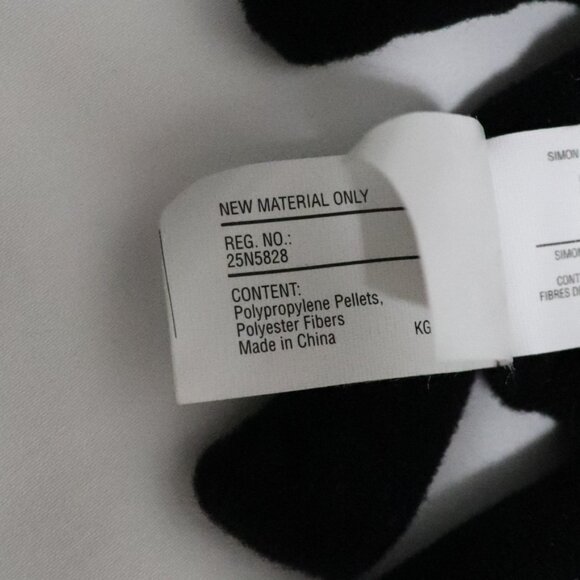 NEW MATERIAL ONLY
REG. NO.:
25N5828
CONTENT:
Polypropylene Pellets,
Polyester Fibers
Made in China
KG
SIMON
SIMON
CONT
FIBRES DE